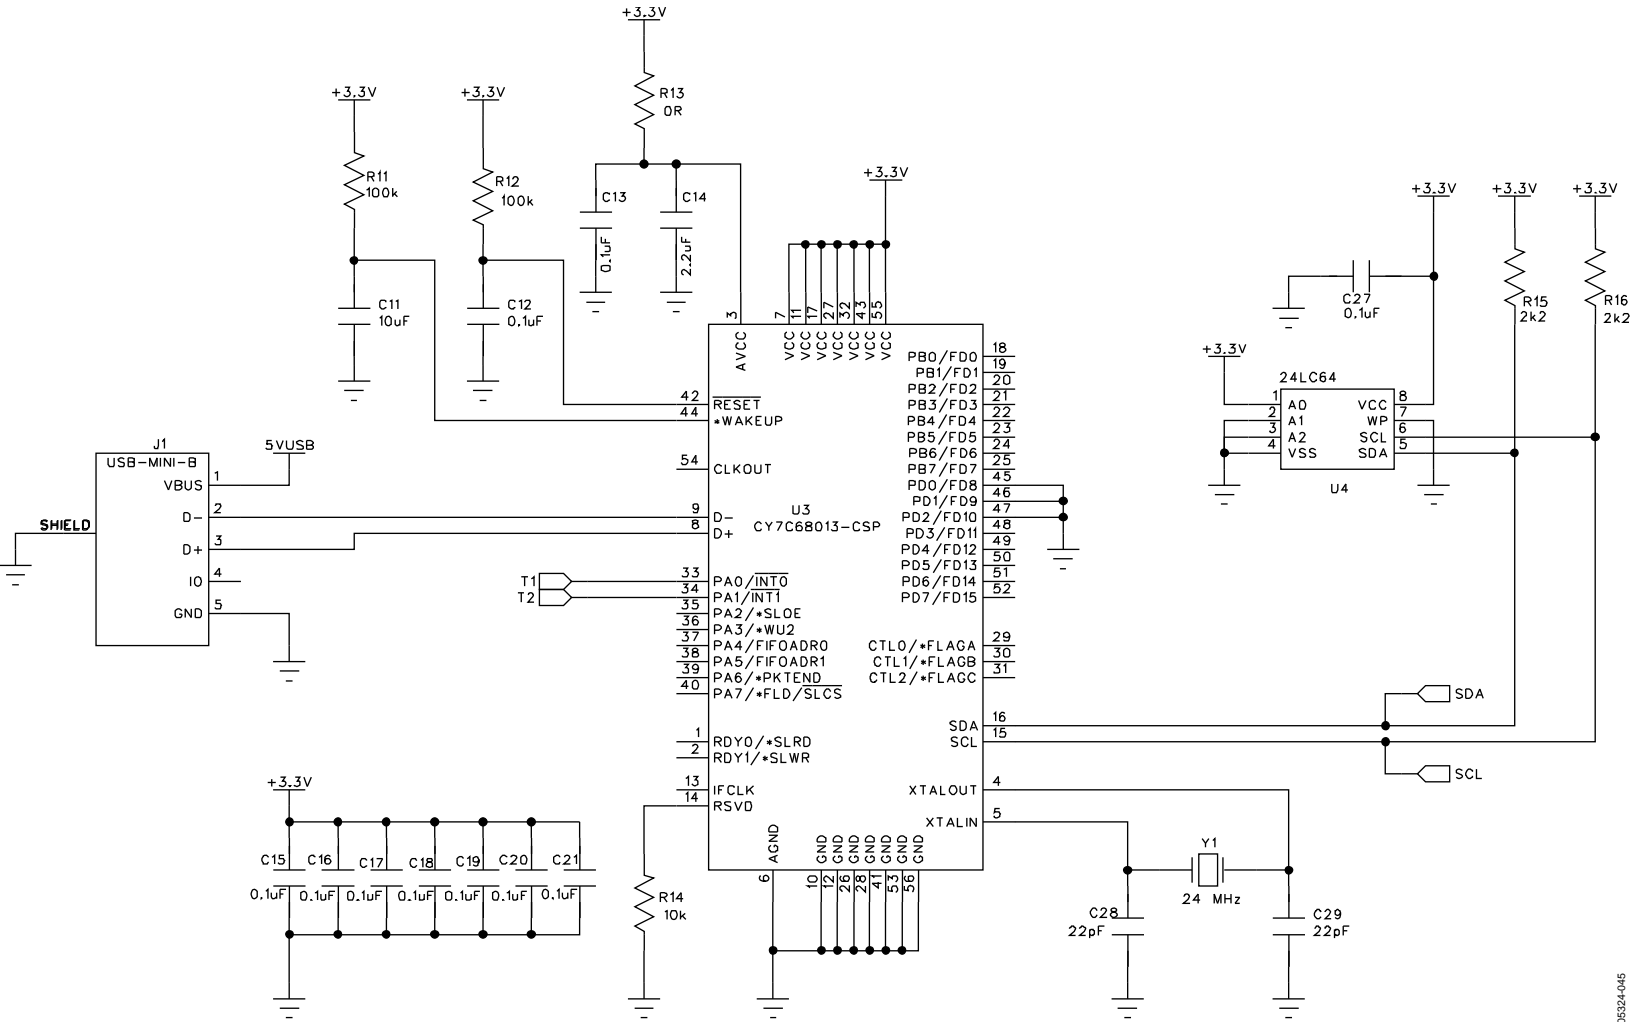 +3.3V
R13
0R
+3.3V
R11
100k
C11
10uF
+3.3V
R12
100k
C12
0.1uF
C13
0.1uF
C14
2.2uF
+3.3V
3
7
11
17
27
32
43
55
AVCC
VCC
VCC
VCC
VCC
VCC
VCC
VCC
42
RESET
44
*WAKEUP
54
CLKOUT
9
D-
8
D+
33
PA0/INT0
34
PA1/INT1
35
PA2/*SLOE
36
PA3/*WU2
37
PA4/FIFOADR0
38
PA5/FIFOADR1
39
PA6/*PKTEND
40
PA7/*FLD/SLCS
1
RDY0/*SLRD
2
RDY1/*SLWR
13
IFCLK
14
RSVD
U3
CY7C68013-CSP
PB0/FD0
18
PB1/FD1
19
PB2/FD2
20
PB3/FD3
21
PB4/FD4
22
PB5/FD5
23
PB6/FD6
24
PB7/FD7
25
PD0/FD8
45
PD1/FD9
46
PD2/FD10
47
PD3/FD11
48
PD4/FD12
49
PD5/FD13
50
PD6/FD14
51
PD7/FD15
52
CTL0/*FLAGA
29
CTL1/*FLAGB
30
CTL2/*FLAGC
31
SDA
16
SCL
15
XTALOUT
4
XTALIN
5
AGND
GND
GND
GND
GND
GND
GND
GND
6
10
12
26
28
41
53
56
J1
USB-MINI-B
VBUS
1
D-
2
D+
3
IO
4
GND
5
5VUSB
SHIELD
T1
T2
+3.3V
C15
C16
C17
C18
C19
C20
C21
0.1uF
0.1uF
0.1uF
0.1uF
0.1uF
0.1uF
0.1uF
R14
10k
+3.3V
+3.3V
+3.3V
C27
0.1uF
R15
2k2
R16
2k2
+3.3V
24LC64
1
A0
2
A1
3
A2
4
VSS
VCC
8
WP
7
SCL
6
SDA
5
U4
SDA
SCL
Y1
24 MHz
C28
22pF
C29
22pF
05324-045